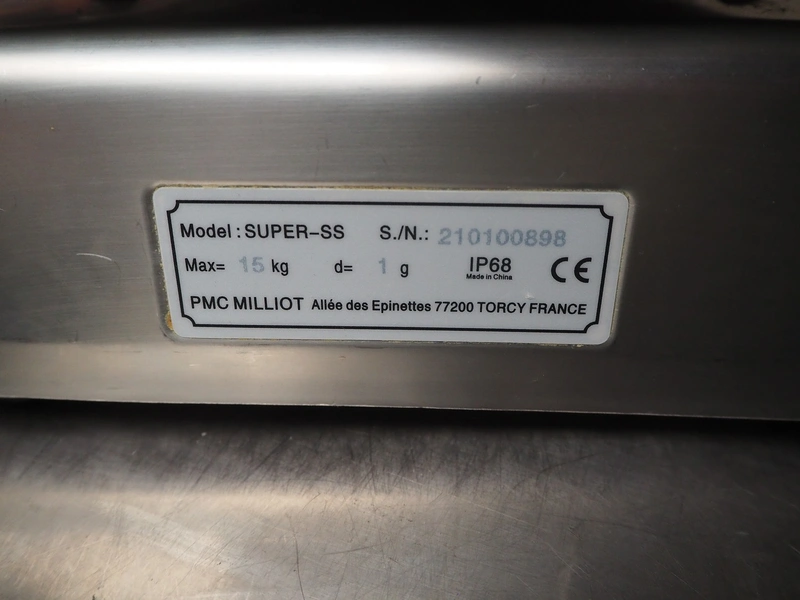 Model : SUPER-SS S./N.: 210100898
Max= 15 kg d= 1 g IP68 CE
Made in China
PMC MILLIOT Allée des Epinettes 77200 TORCY FRANCE